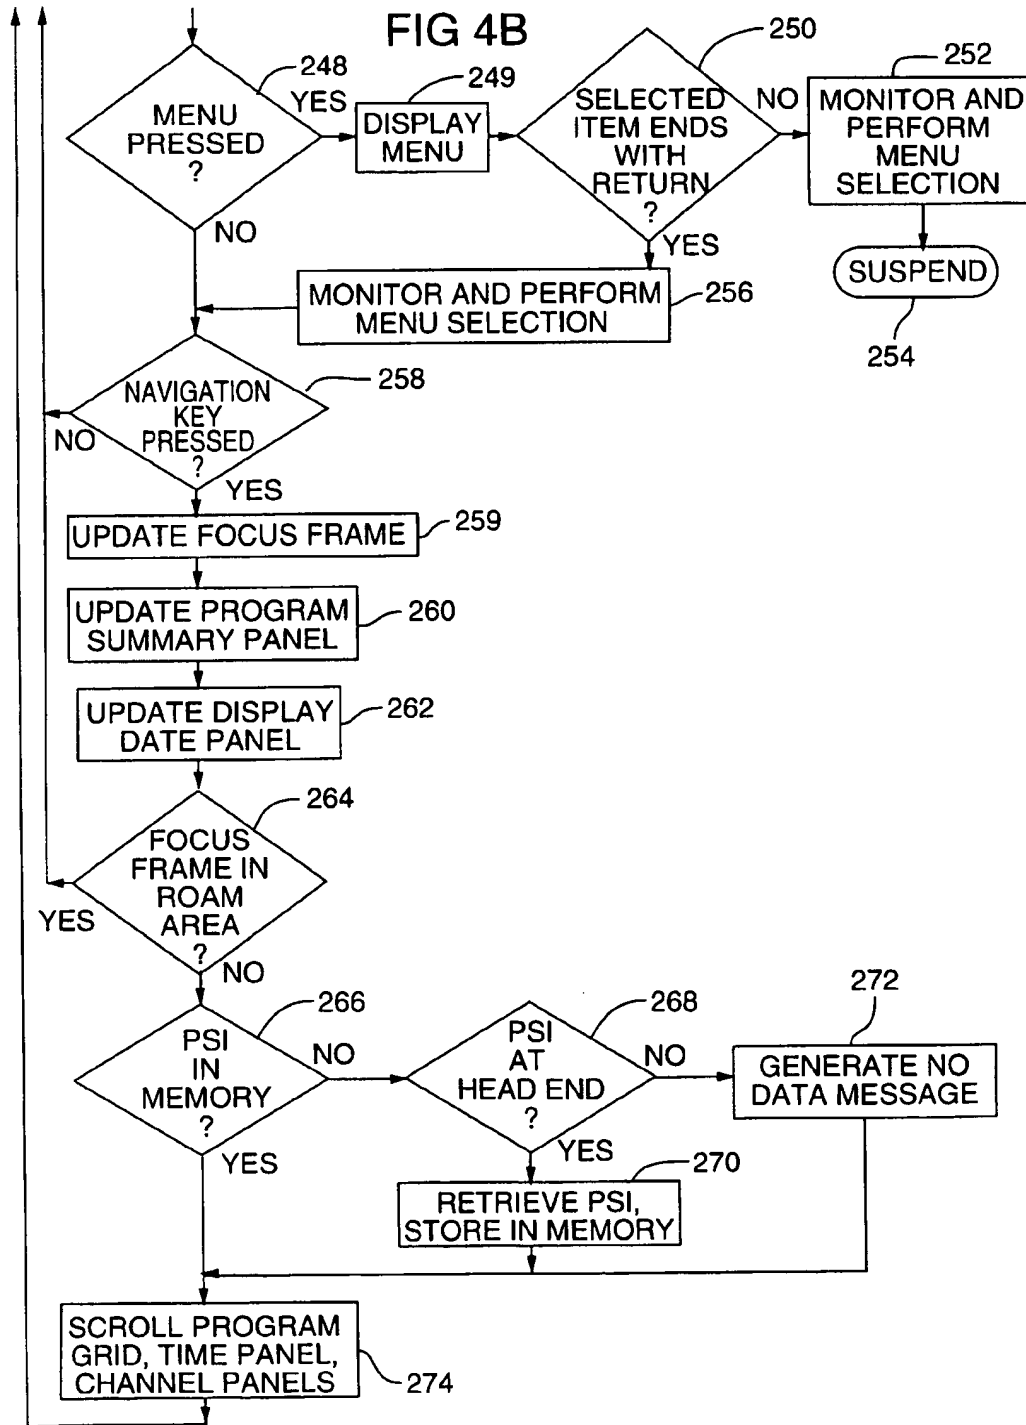 FIG 4B
248
MENU
PRESSED
?
YES
NO
249
DISPLAY
MENU
250
SELECTED
ITEM ENDS
WITH
RETURN
?
NO
YES
252
MONITOR AND
PERFORM
MENU
SELECTION
SUSPEND
254
MONITOR AND PERFORM
MENU SELECTION
256
NAVIGATION
KEY
PRESSED
?
258
NO
YES
UPDATE FOCUS FRAME
259
UPDATE PROGRAM
SUMMARY PANEL
260
UPDATE DISPLAY
DATE PANEL
262
264
FOCUS
FRAME IN
ROAM
AREA
?
YES
NO
266
PSI
IN
MEMORY
?
NO
YES
268
PSI
AT
HEAD END
?
NO
YES
272
GENERATE NO
DATA MESSAGE
270
RETRIEVE PSI,
STORE IN MEMORY
SCROLL PROGRAM
GRID, TIME PANEL,
CHANNEL PANELS
274